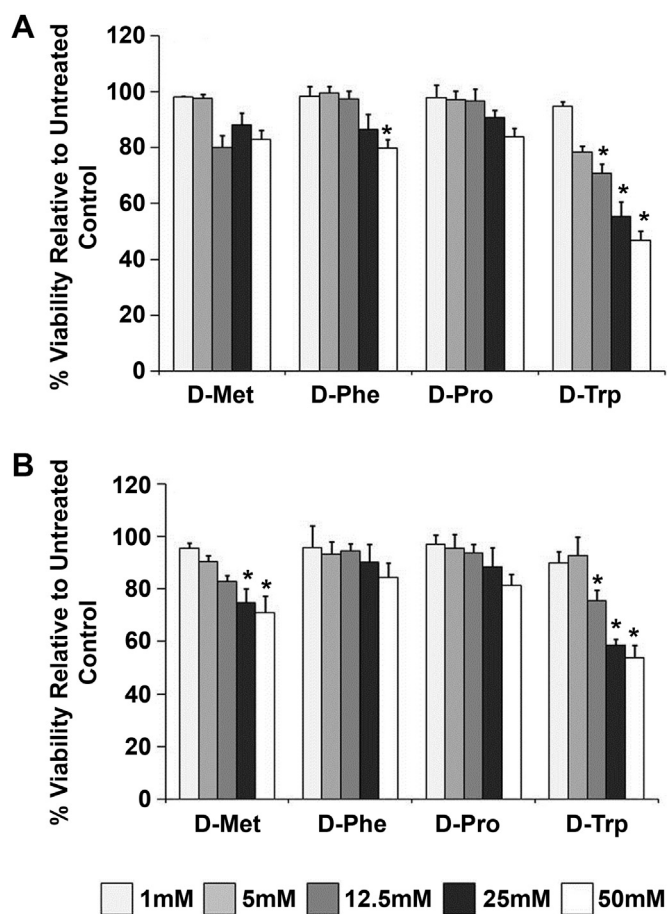 A
% Viability Relative to Untreated
Control
120
100
80
60
40
20
0
* * * *
D-Met D-Phe D-Pro D-Trp
B
% Viability Relative to Untreated
Control
120
100
80
60
40
20
0
* * * * *
D-Met D-Phe D-Pro D-Trp
1mM 5mM 12.5mM 25mM 50mM